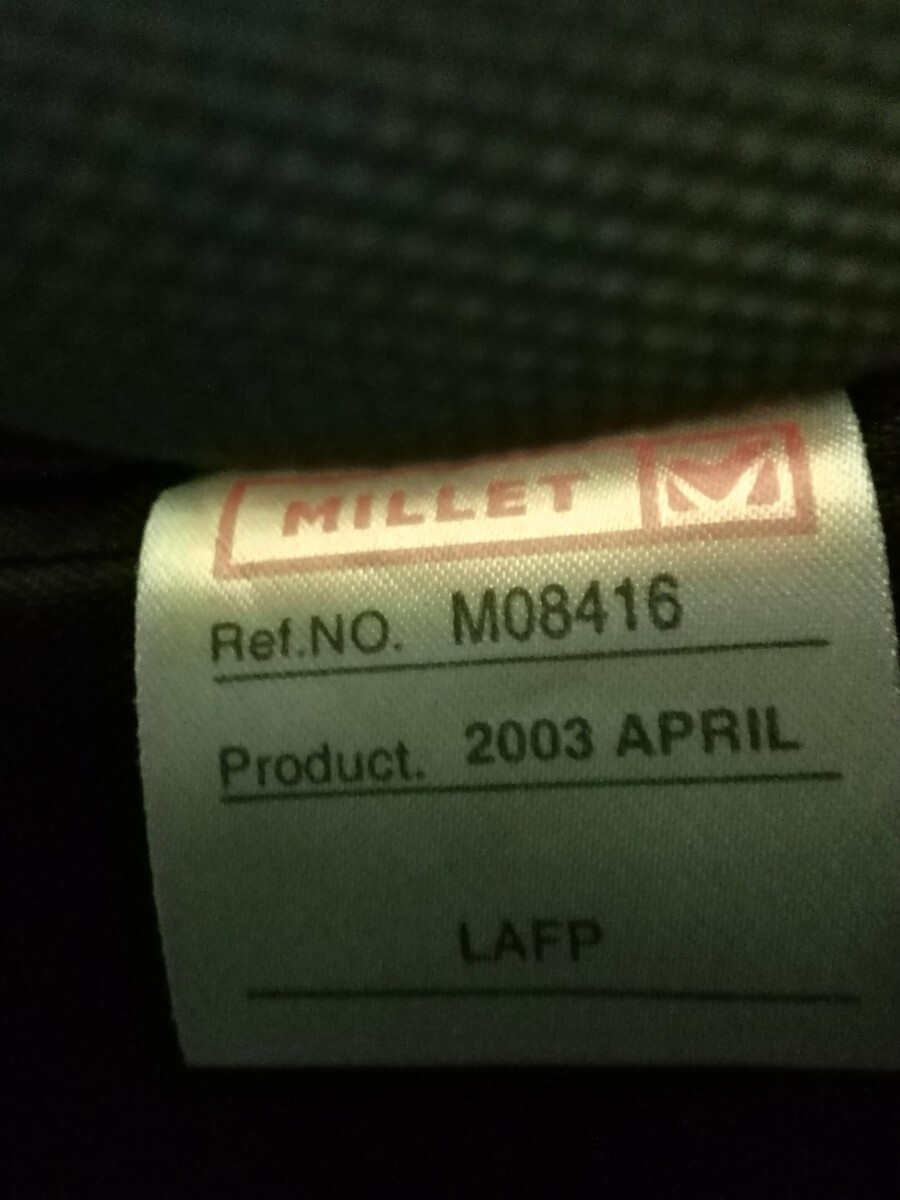 MILLET
Ref.NO. M08416
Product. 2003 APRIL
LAFP